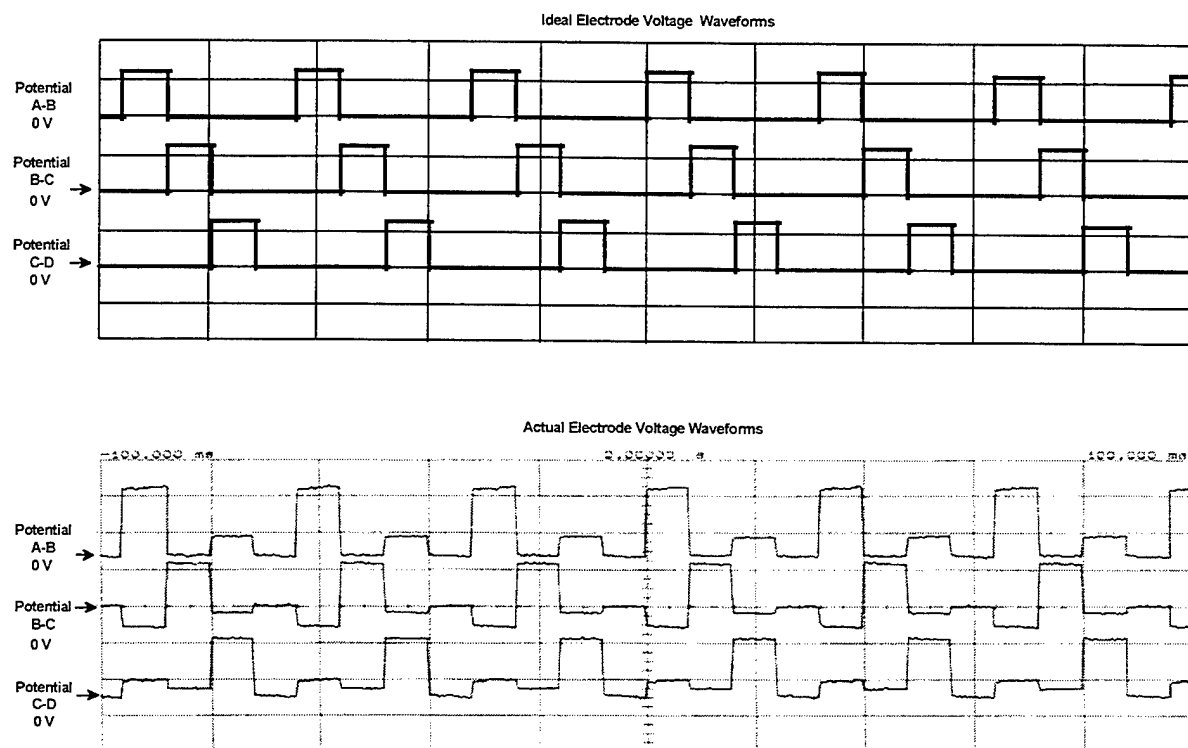 Ideal Electrode Voltage Waveforms
Potential
A-B
0 V
Potential
B-C
0 V
Potential
C-D
0 V
Actual Electrode Voltage Waveforms
-100.000 ms 0.00000 s 100.000 ms
Potential
A-B
0 V
Potential
B-C
0 V
Potential
C-D
0 V